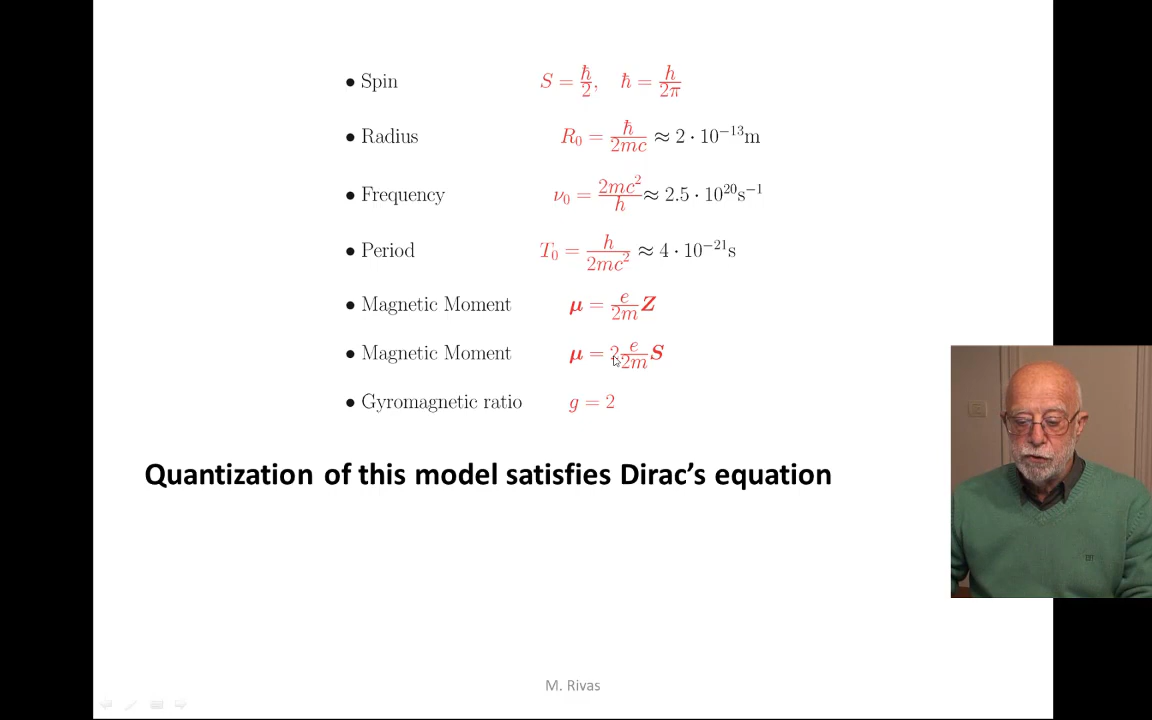 • Spin S = ħ/2, ħ = h/2π
• Radius R₀ = ħ/2mc ≈ 2 · 10⁻¹³m
• Frequency ν₀ = 2mc²/h ≈ 2.5 · 10²⁰s⁻¹
• Period T₀ = h/2mc² ≈ 4 · 10⁻²¹s
• Magnetic Moment μ = e/2m Z
• Magnetic Moment μ = 2 e/2m S
• Gyromagnetic ratio g = 2
Quantization of this model satisfies Dirac’s equation
M. Rivas